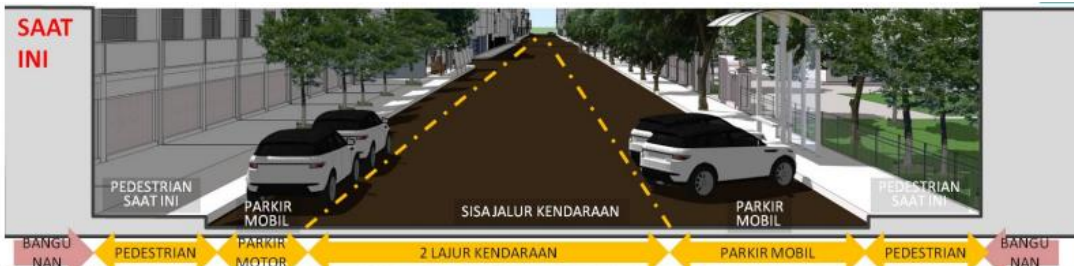 SAAT
INI
PEDESTRIAN
SAAT INI
PARKIR
MOBIL
SISA JALUR KENDARAAN
PARKIR
MOBIL
PEDESTRIAN
SAAT INI
BANGU
NAN
PEDESTRIAN
PARKIR
MOTOR
2 LAJUR KENDARAAN
PARKIR MOBIL
PEDESTRIAN
BANGU
NAN